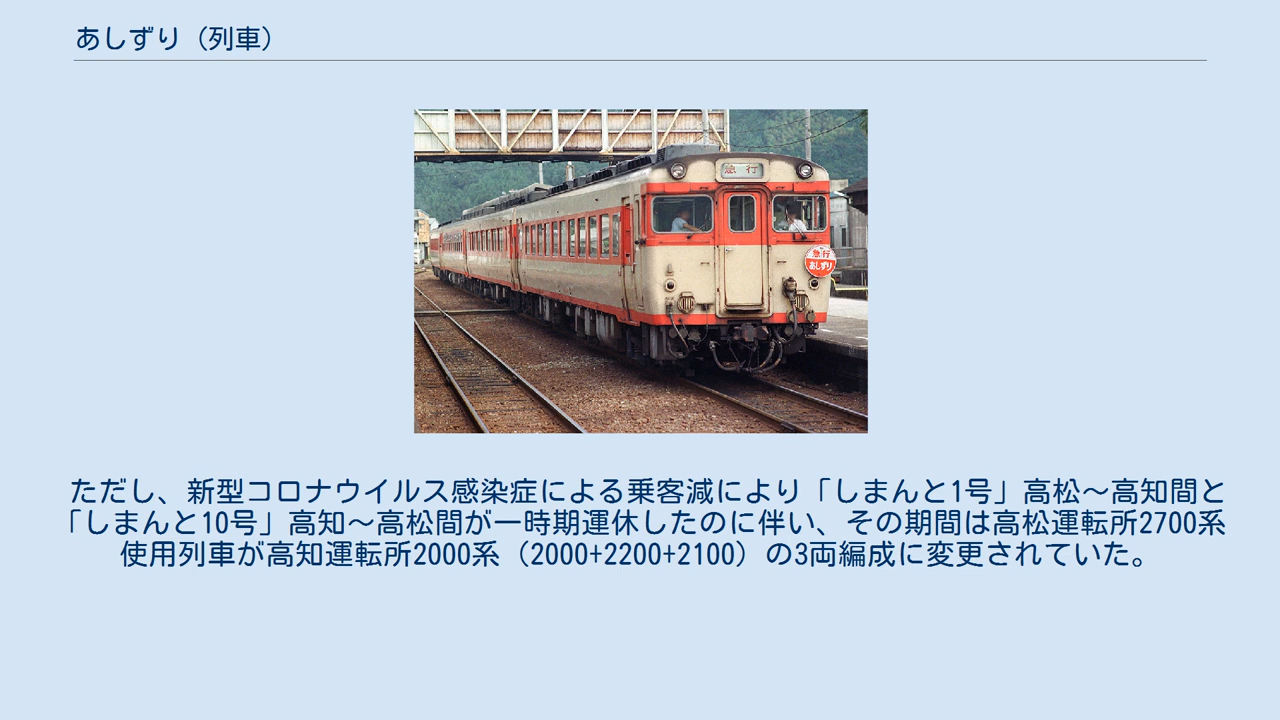 あしずり（列車）
急行
急行
あしずり
ただし、新型コロナウイルス感染症による乗客減により「しまんと1号」高松～高知間と
「しまんと10号」高知～高松間が一時期運休したのに伴い、その期間は高松運転所2700系
使用列車が高知運転所2000系（2000+2200+2100）の3両編成に変更されていた。